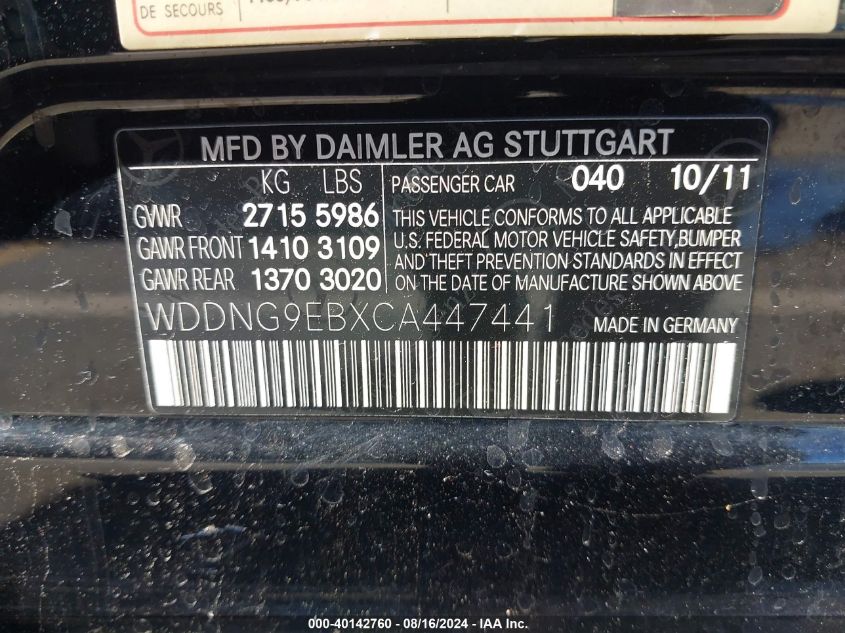 DE SECOURS
MFD BY DAIMLER AG STUTTGART
KG LBS PASSENGER CAR 040 10/11
GVWR 2715 5986 THIS VEHICLE CONFORMS TO ALL APPLICABLE
GAWR FRONT 1410 3109 U.S. FEDERAL MOTOR VEHICLE SAFETY,BUMPER
AND THEFT PREVENTION STANDARDS IN EFFECT
GAWR REAR 1370 3020 ON THE DATE OF MANUFACTURE SHOWN ABOVE
WDDNG9EBXCA447441 MADE IN GERMANY
000-40142760 - 08/16/2024 - IAA Inc.